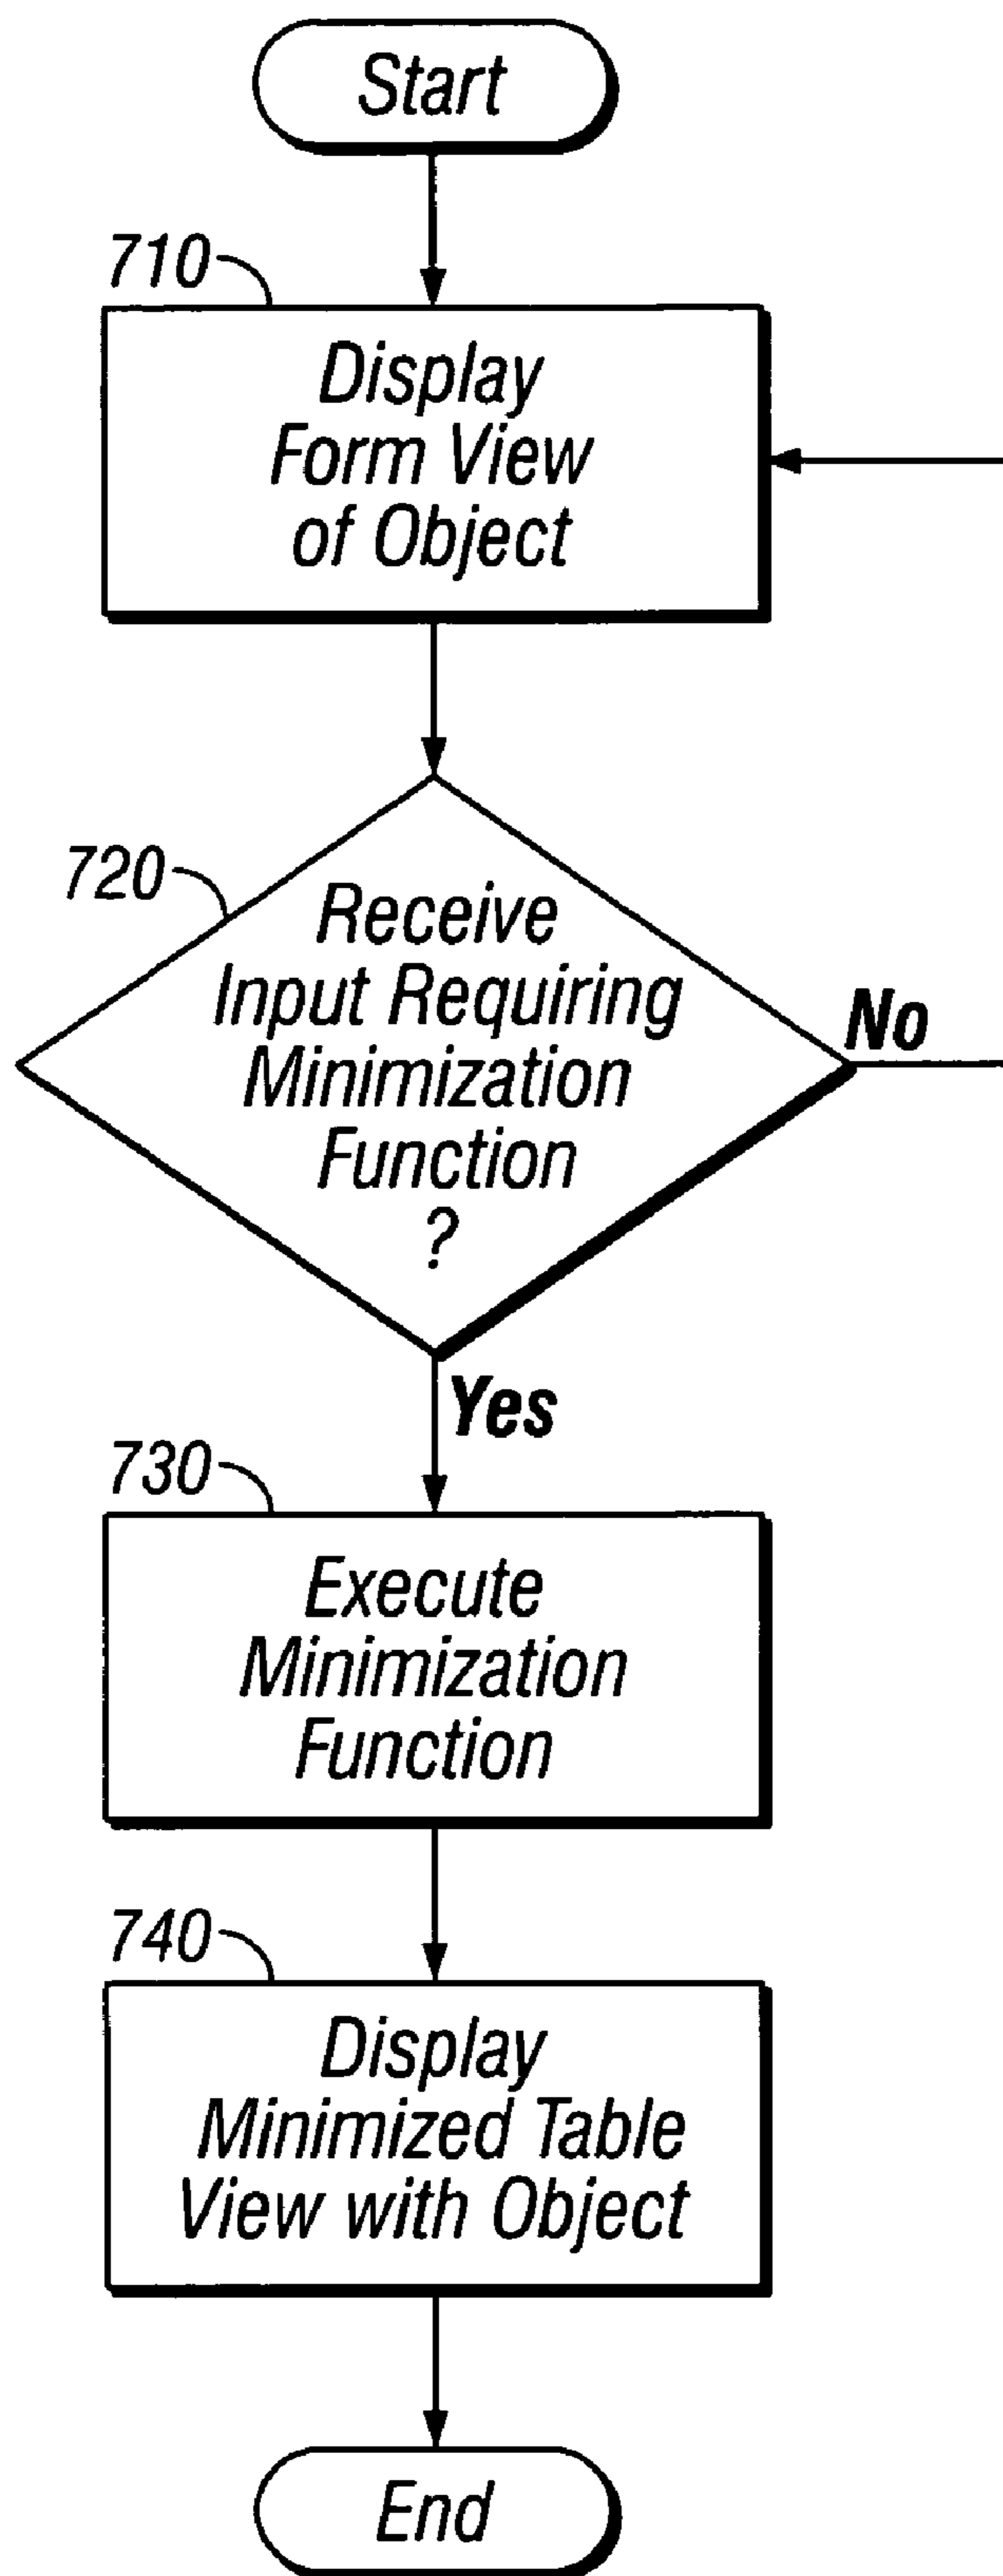 Start
710
Display
Form View
of Object
720
Receive
Input Requiring
Minimization
Function
?
No
Yes
730
Execute
Minimization
Function
740
Display
Minimized Table
View with Object
End